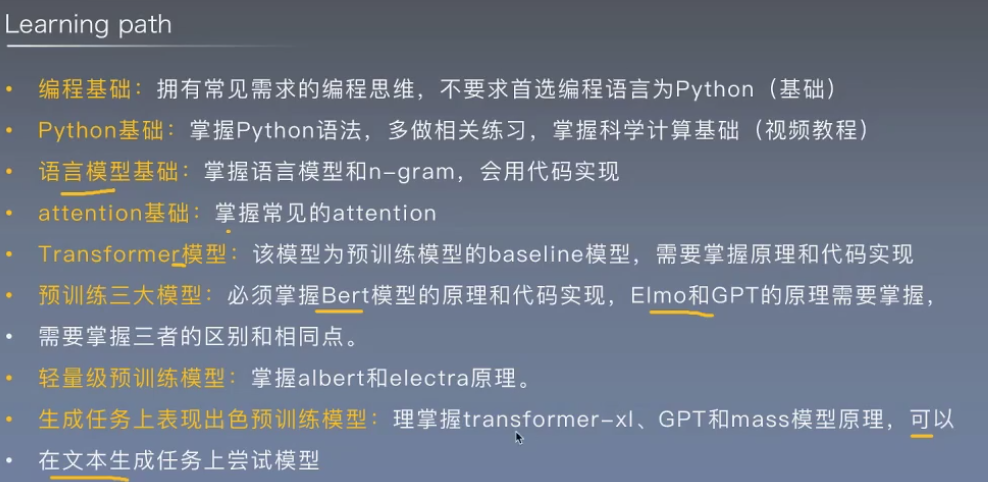 Learning path
• 编程基础：拥有常见需求的编程思维，不要求首选编程语言为Python（基础）
• Python基础：掌握Python语法，多做相关练习，掌握科学计算基础（视频教程）
• 语言模型基础：掌握语言模型和n-gram，会用代码实现
• attention基础：掌握常见的attention
• Transformer模型：该模型为预训练模型的baseline模型，需要掌握原理和代码实现
• 预训练三大模型：必须掌握Bert模型的原理和代码实现，Elmo和GPT的原理需要掌握，
• 需要掌握三者的区别和相同点。
• 轻量级预训练模型：掌握albert和electra原理。
• 生成任务上表现出色预训练模型：理掌握transformer-xl、GPT和mass模型原理，可以
• 在文本生成任务上尝试模型